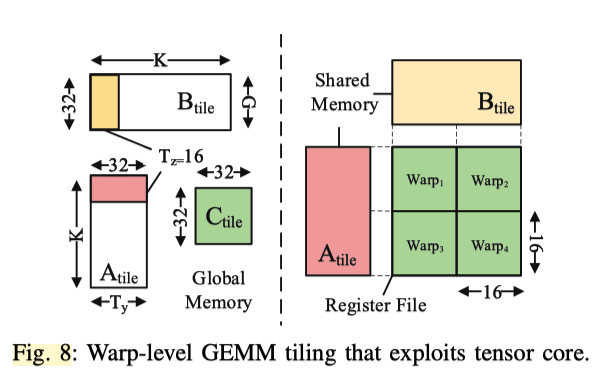 K
32
B_tile
G
T_z=16
32
32
K
32
C_tile
A_tile
T_y
Global
Memory
Shared
Memory
B_tile
Warp_1
Warp_2
Warp_3
Warp_4
A_tile
16
16
Register File
Fig. 8: Warp-level GEMM tiling that exploits tensor core.